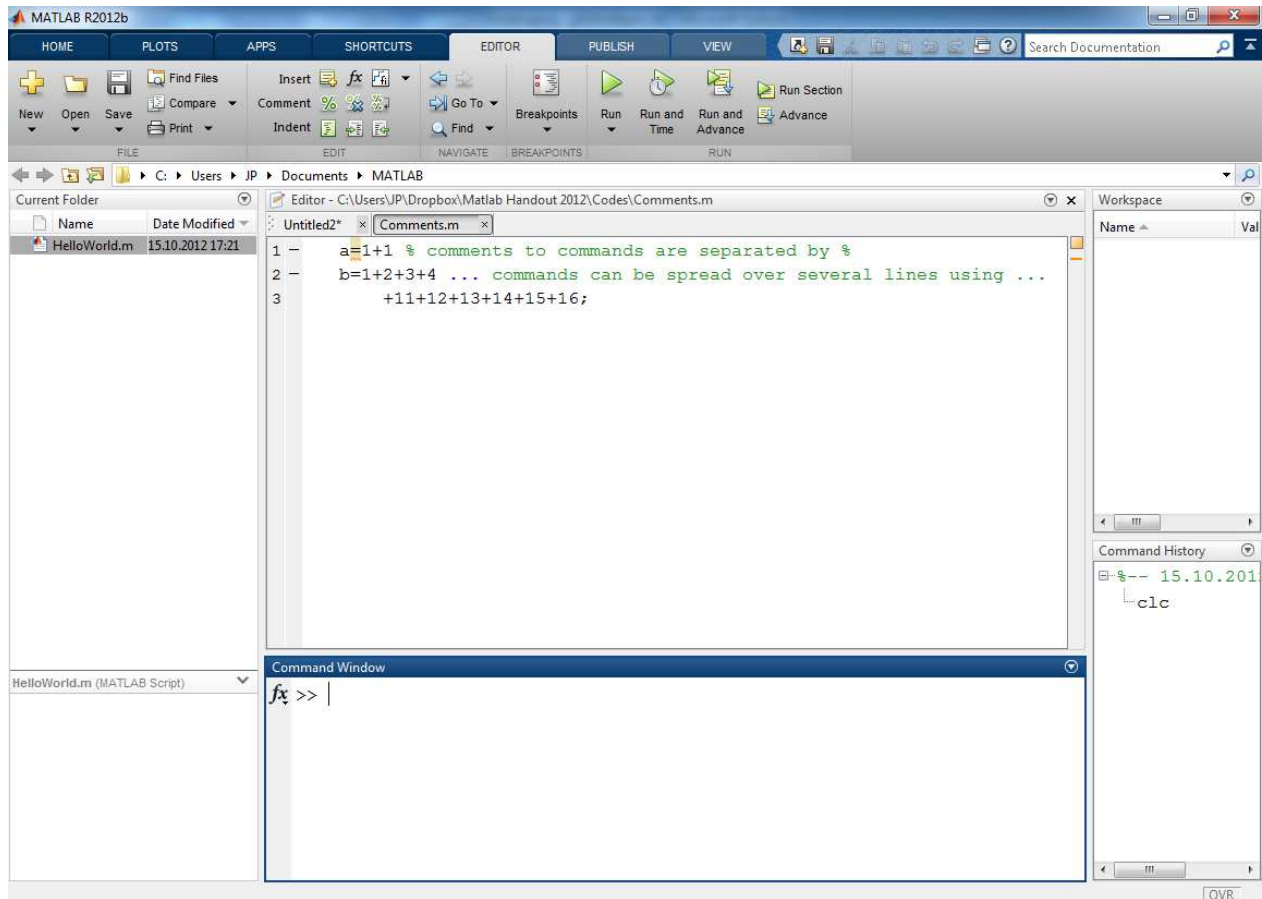 MATLAB R2012b
HOME PLOTS APPS SHORTCUTS EDITOR PUBLISH VIEW Search Documentation
New Open Save Find Files Compare Print
FILE
Insert fx
Comment %
Indent
EDIT
Go To
Find
NAVIGATE
Breakpoints
BREAKPOINTS
Run Run and Time Run and Advance Run Section Advance
RUN
C: Users JP Documents MATLAB
Current Folder
Name Date Modified
HelloWorld.m 15.10.2012 17:21
HelloWorld.m (MATLAB Script)
Editor - C:\Users\JP\Dropbox\Matlab Handout 2012\Codes\Comments.m
Untitled2* × Comments.m ×
1 – a=1+1 % comments to commands are separated by %
2 – b=1+2+3+4 ... commands can be spread over several lines using ...
3 +11+12+13+14+15+16;
Command Window
fx >>
Workspace
Name Val
Command History
%-- 15.10.201
clc
OVR